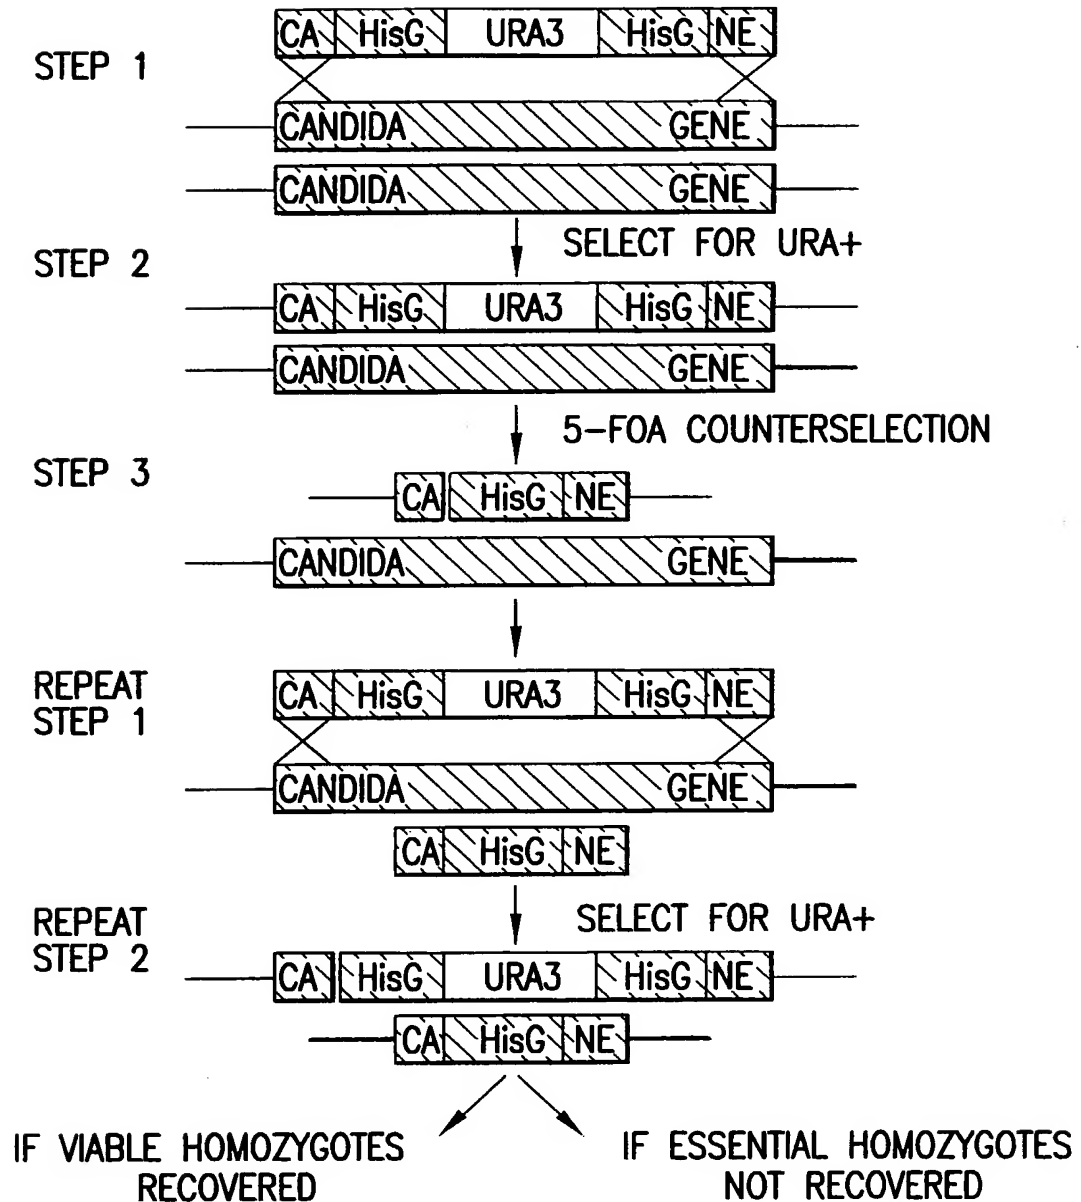 CA HisG URA3 HisG NE
STEP 1
CANDIDA GENE
CANDIDA GENE
SELECT FOR URA+
STEP 2
CA HisG URA3 HisG NE
CANDIDA GENE
5-FOA COUNTERSELECTION
STEP 3
CA HisG NE
CANDIDA GENE
REPEAT
STEP 1
CA HisG URA3 HisG NE
CANDIDA GENE
CA HisG NE
REPEAT
STEP 2
SELECT FOR URA+
CA HisG URA3 HisG NE
CA HisG NE
IF VIABLE HOMOZYGOTES
RECOVERED
IF ESSENTIAL HOMOZYGOTES
NOT RECOVERED